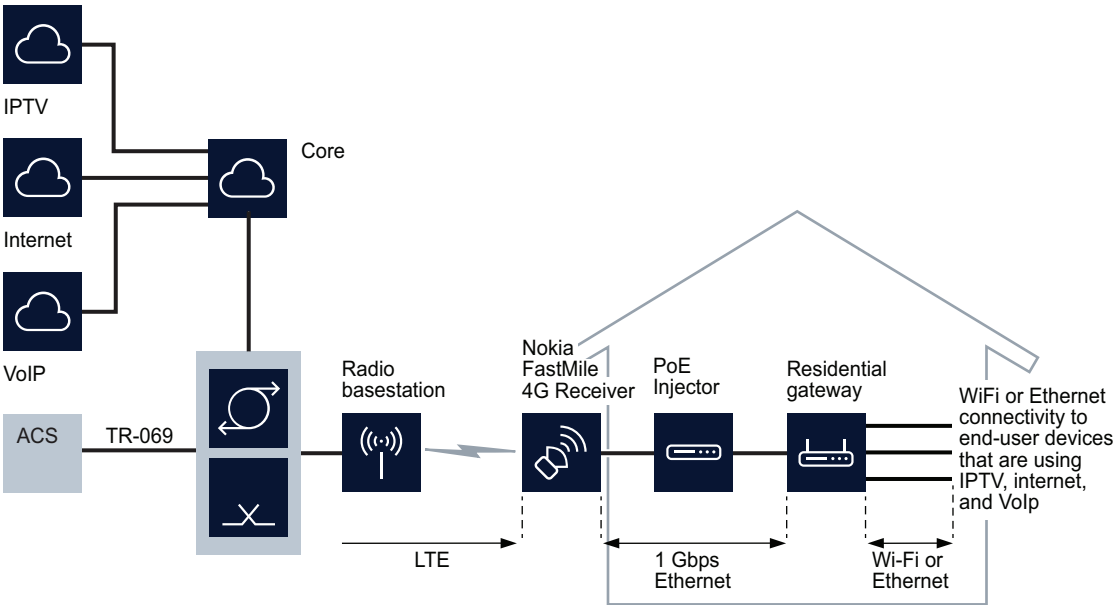 IPTV
Core
Internet
VoIP
ACS
TR-069
Radio
basestation
Nokia
FastMile
4G Receiver
PoE
Injector
Residential
gateway
WiFi or Ethernet
connectivity to
end-user devices
that are using
IPTV, internet,
and VoIp
LTE
1 Gbps
Ethernet
Wi-Fi or
Ethernet